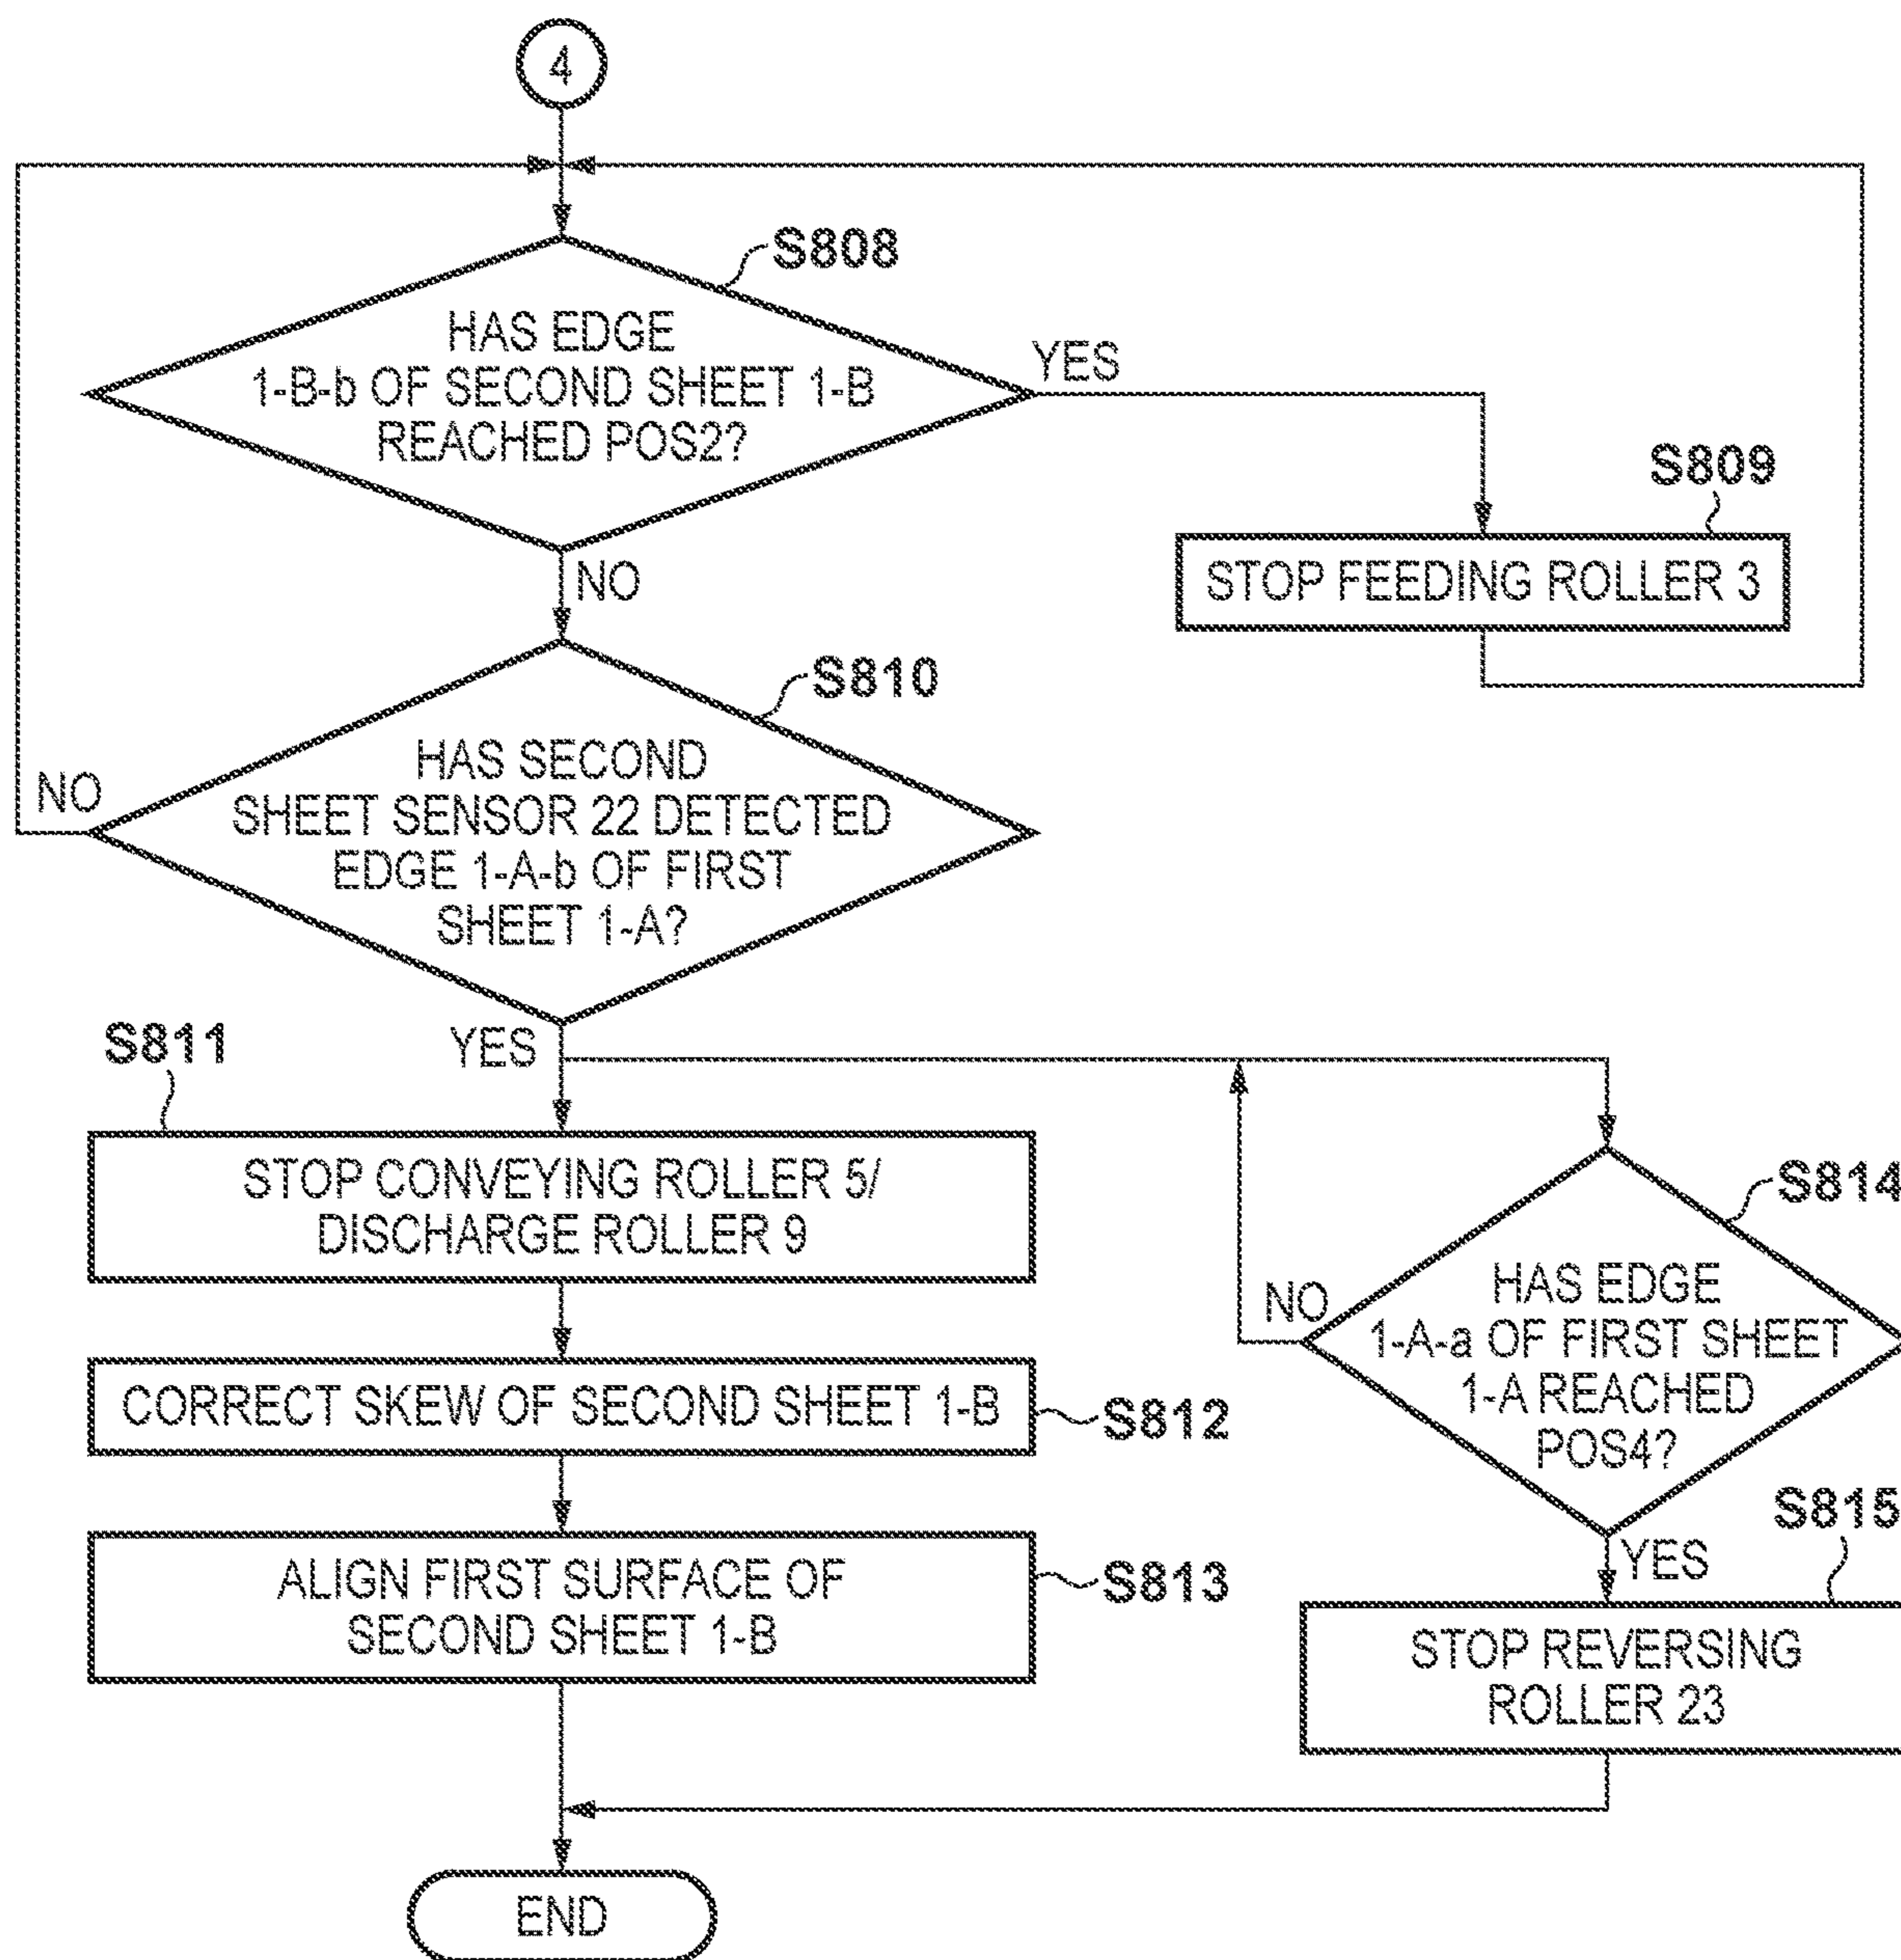 4
S808
HAS EDGE
1-B-b OF SECOND SHEET 1-B
REACHED POS2?
YES
S809
STOP FEEDING ROLLER 3
NO
S810
HAS SECOND
SHEET SENSOR 22 DETECTED
EDGE 1-A-b OF FIRST
SHEET 1-A?
NO
YES
S811
STOP CONVEYING ROLLER 5/
DISCHARGE ROLLER 9
S812
CORRECT SKEW OF SECOND SHEET 1-B
S813
ALIGN FIRST SURFACE OF
SECOND SHEET 1-B
S814
HAS EDGE
1-A-a OF FIRST SHEET
1-A REACHED
POS4?
NO
YES
S815
STOP REVERSING
ROLLER 23
END